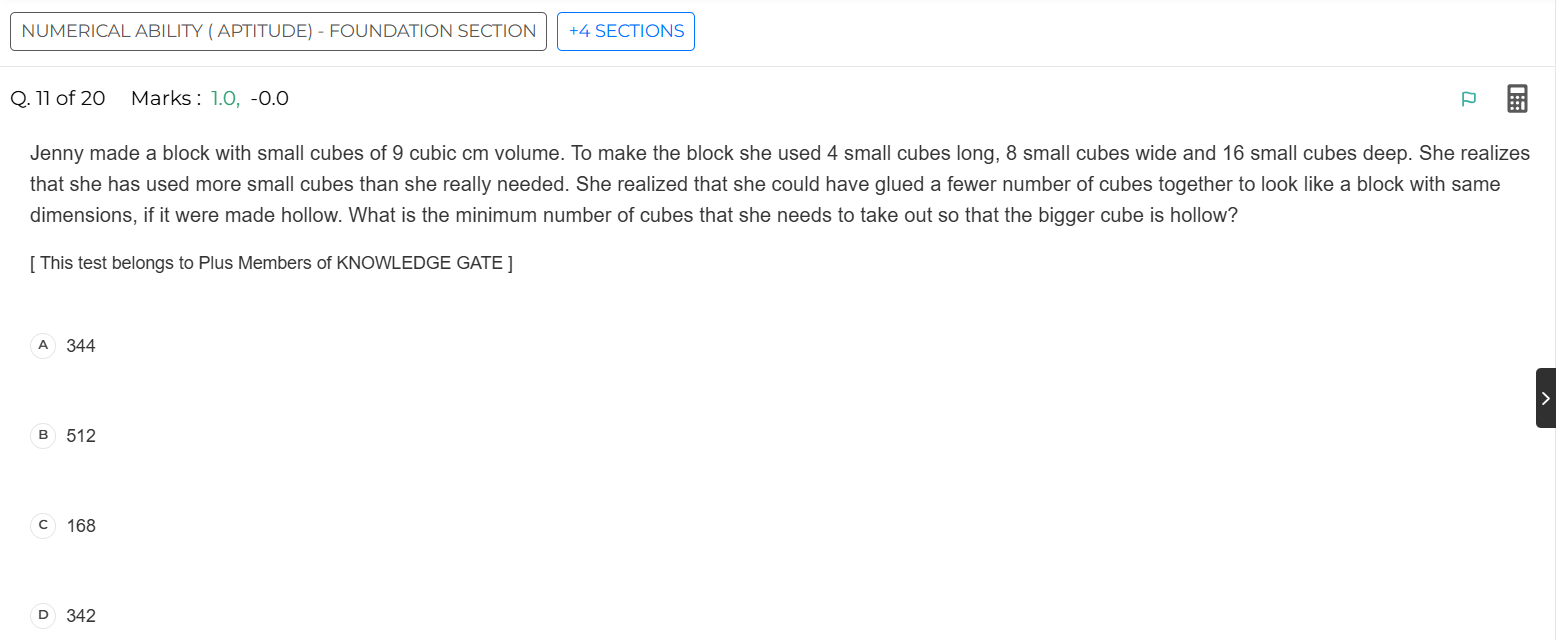 NUMERICAL ABILITY ( APTITUDE) - FOUNDATION SECTION +4 SECTIONS
Q. 11 of 20 Marks : 1.0, -0.0
Jenny made a block with small cubes of 9 cubic cm volume. To make the block she used 4 small cubes long, 8 small cubes wide and 16 small cubes deep. She realizes
that she has used more small cubes than she really needed. She realized that she could have glued a fewer number of cubes together to look like a block with same
dimensions, if it were made hollow. What is the minimum number of cubes that she needs to take out so that the bigger cube is hollow?
[ This test belongs to Plus Members of KNOWLEDGE GATE ]
A 344
B 512
C 168
D 342